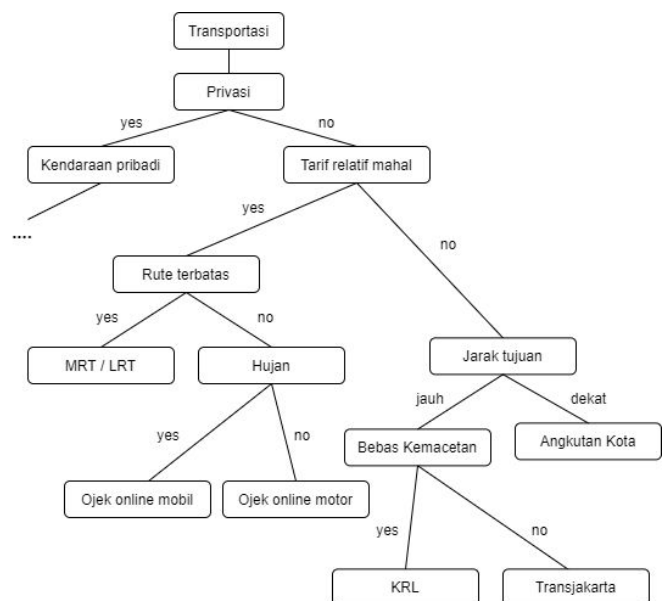 Transportasi
Privasi
yes
no
Kendaraan pribadi
Tarif relatif mahal
....
yes
no
Rute terbatas
yes
no
MRT / LRT
Hujan
Jarak tujuan
jauh
dekat
yes
no
Bebas Kemacetan
Angkutan Kota
Ojek online mobil
Ojek online motor
yes
no
KRL
Transjakarta